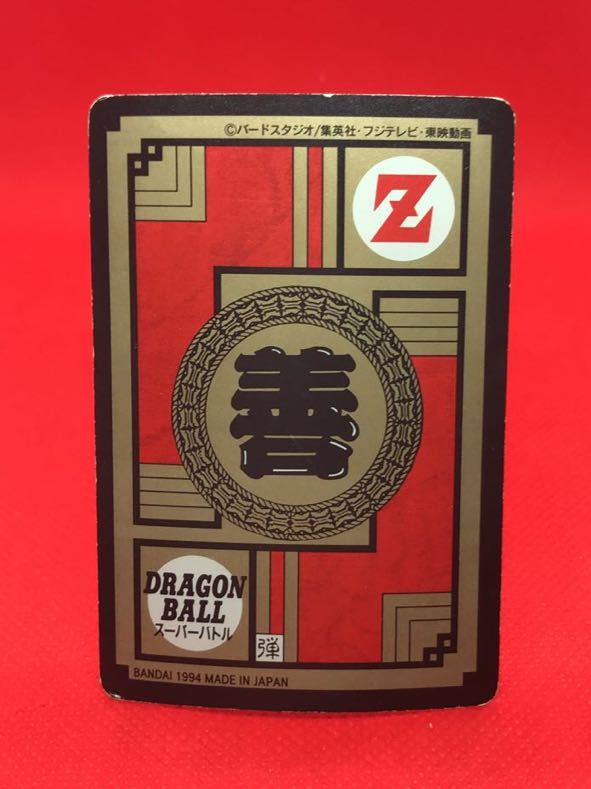 ©バードスタジオ/集英社・フジテレビ・東映動画
Z
善
DRAGON
BALL
スーパーバトル
弾
BANDAI 1994 MADE IN JAPAN